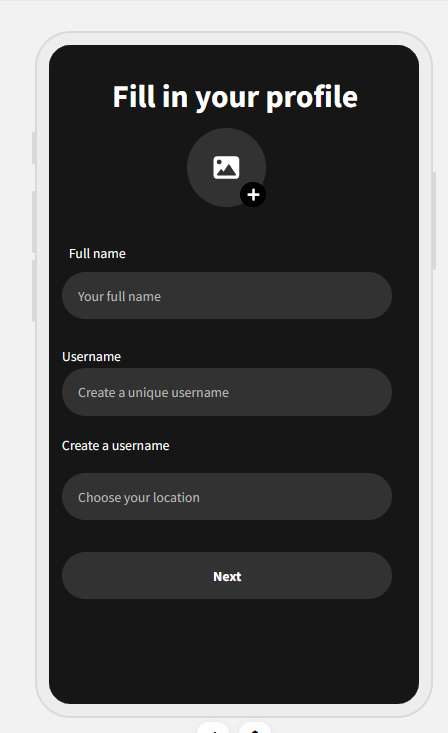 Fill in your profile
Full name
Your full name
Username
Create a unique username
Create a username
Choose your location
Next